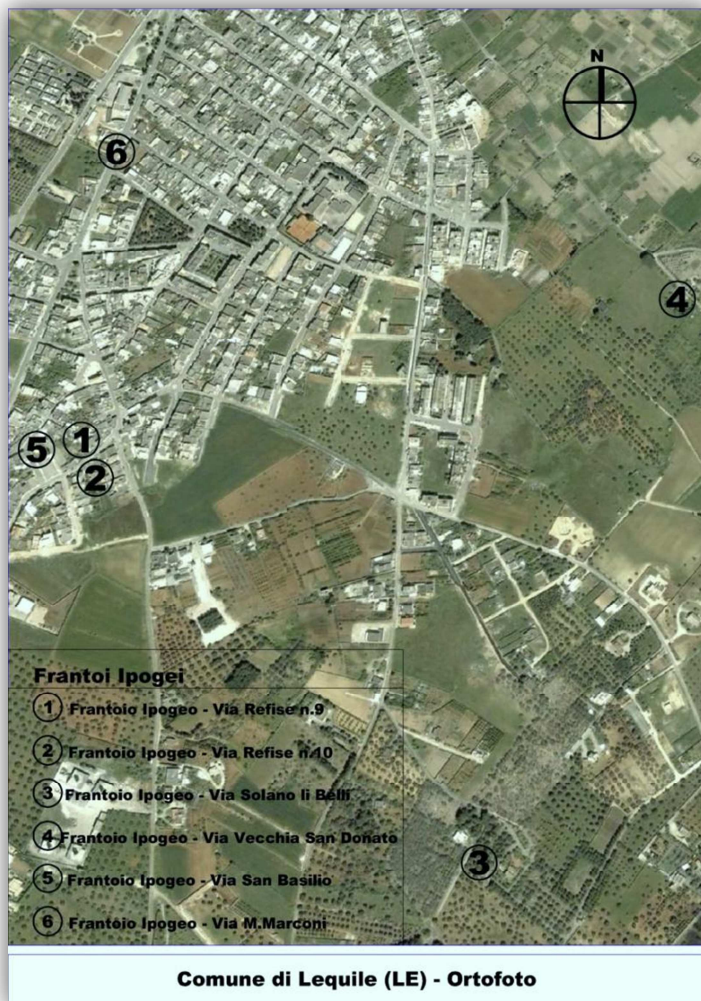 N
6
4
1
5
2
3
Frantoi Ipogei
1 Frantoio Ipogeo - Via Refise n.9
2 Frantoio Ipogeo - Via Refise n.10
3 Frantoio Ipogeo - Via Solano li Belli
4 Frantoio Ipogeo - Via Vecchia San Donato
5 Frantoio Ipogeo - Via San Basilio
6 Frantoio Ipogeo - Via M.Marconi
Comune di Lequile (LE) - Ortofoto